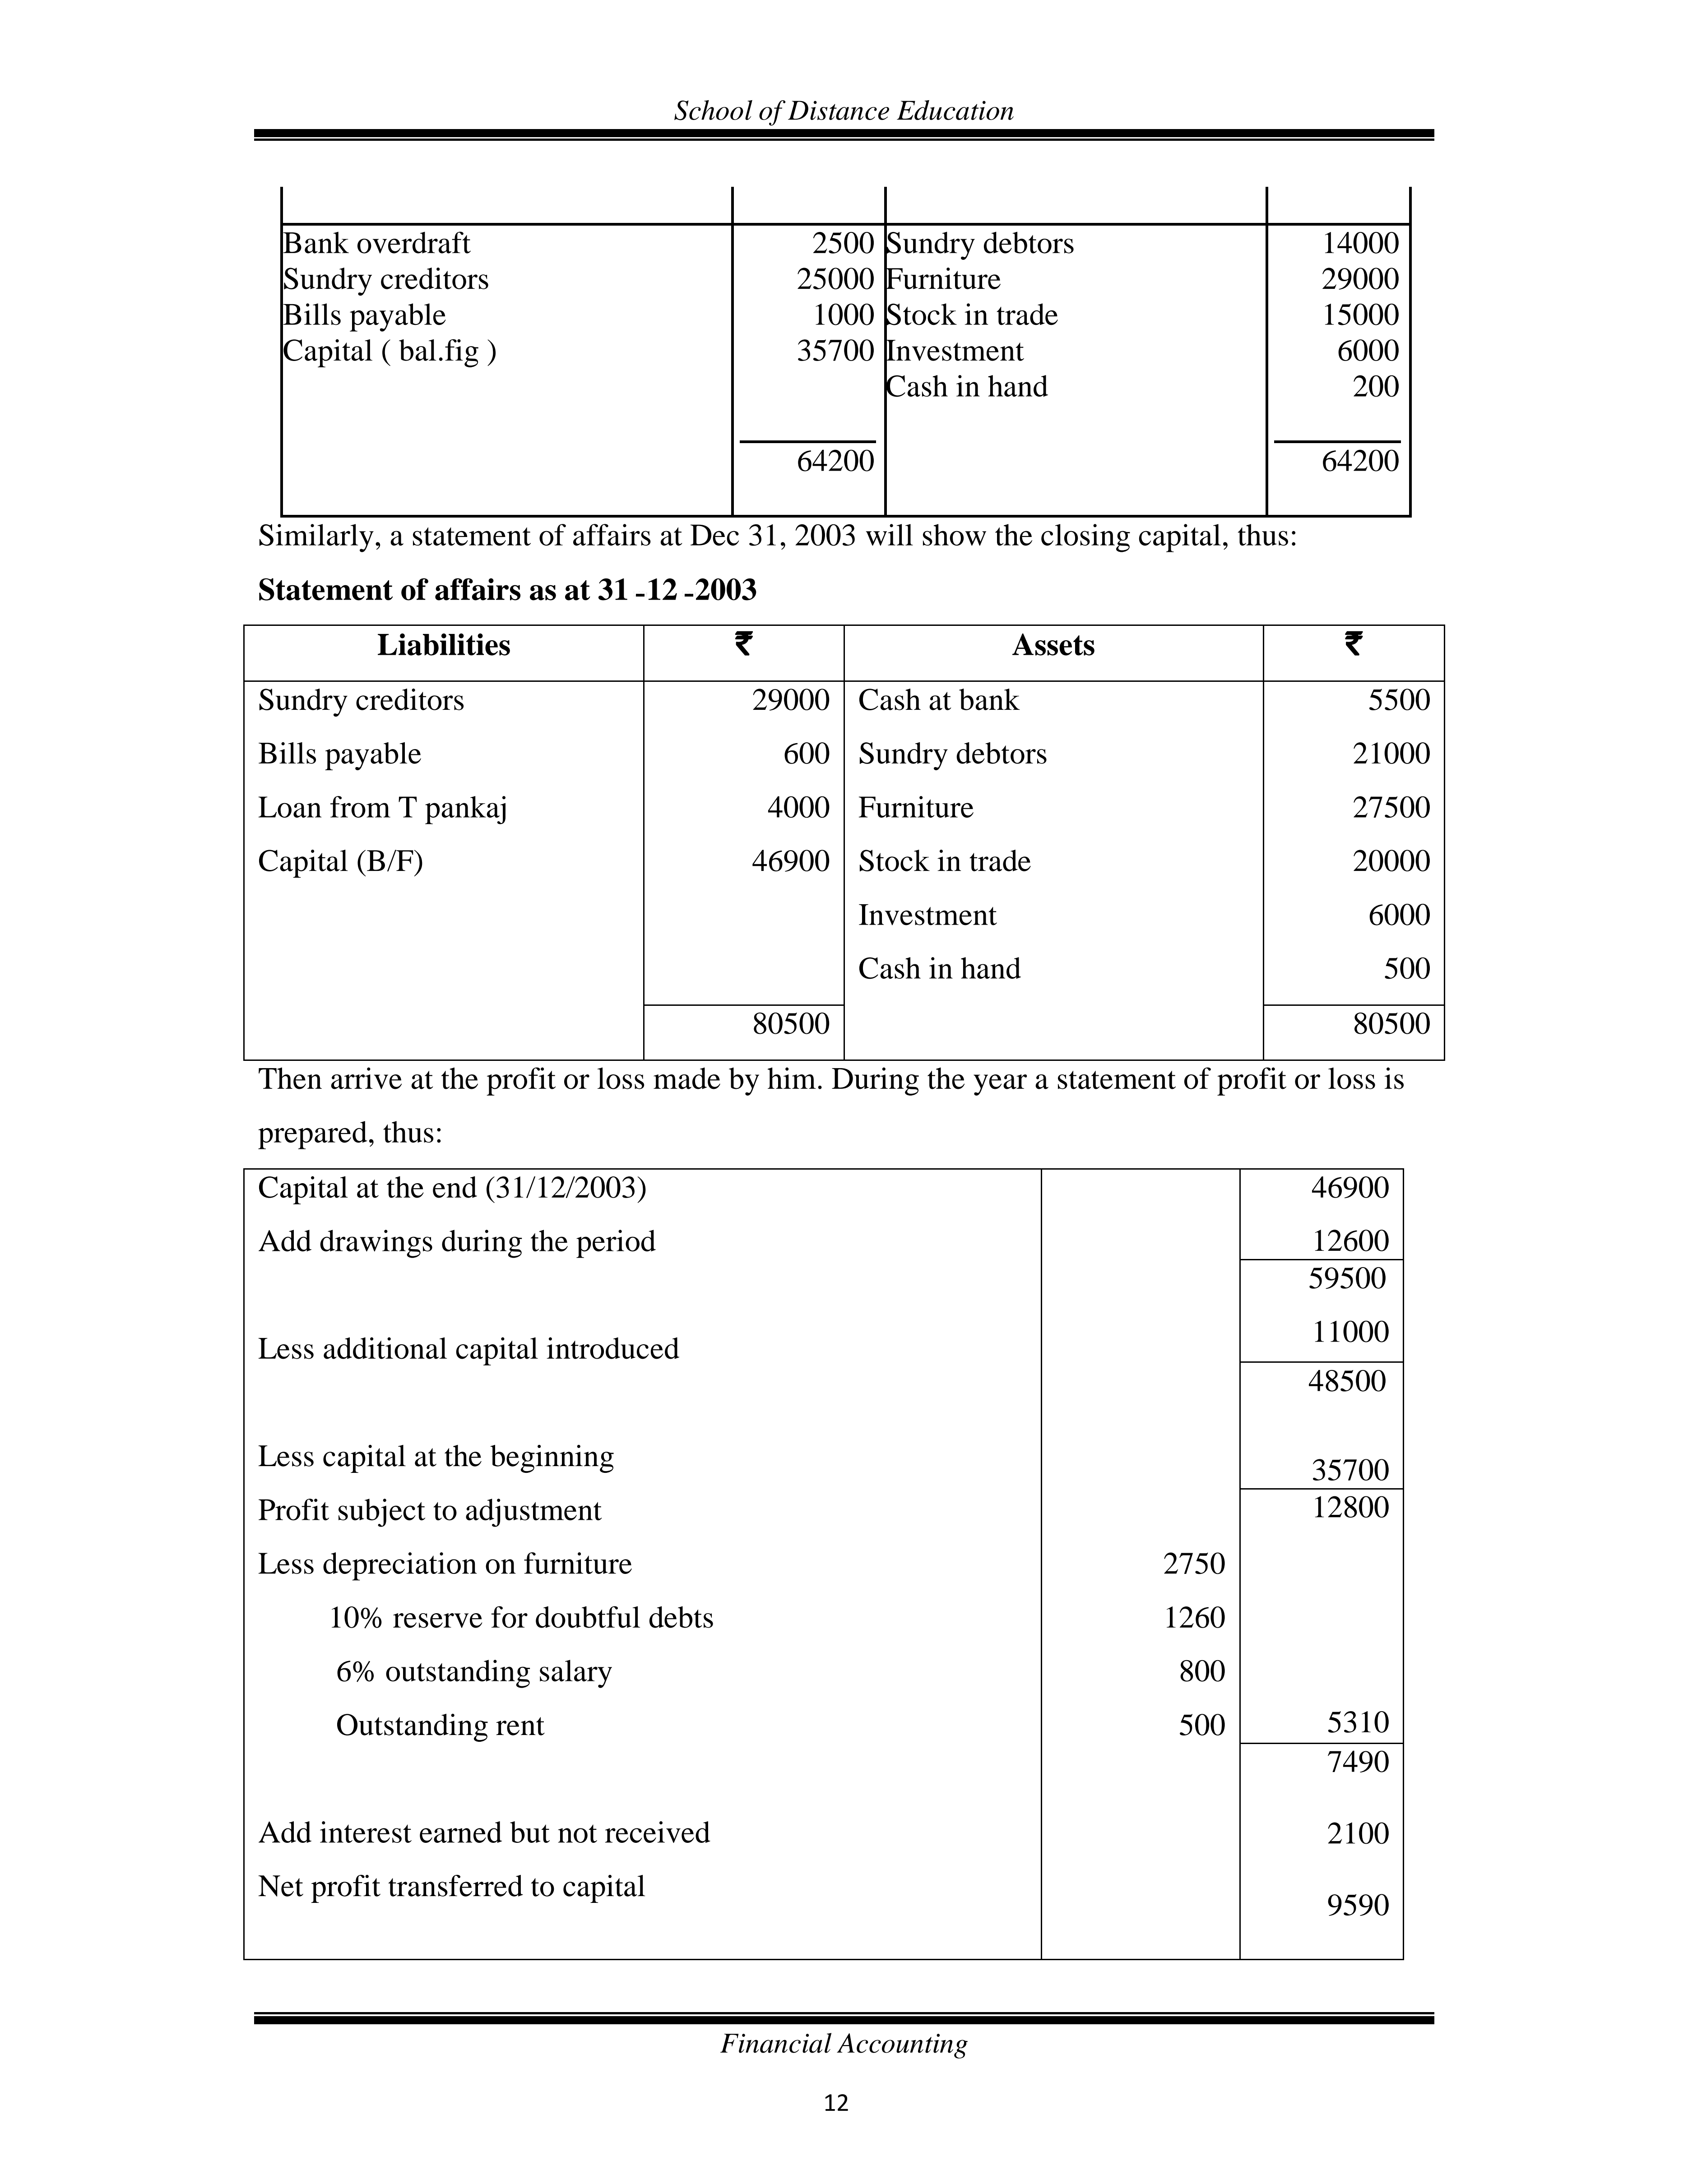 School of Distance Education
Bank overdraft 2500 Sundry debtors 14000
Sundry creditors 25000 Furniture 29000
Bills payable 1000 Stock in trade 15000
Capital ( bal.fig ) 35700 Investment 6000
Cash in hand 200
64200 64200
Similarly, a statement of affairs at Dec 31, 2003 will show the closing capital, thus:
Statement of affairs as at 31 -12 -2003
Liabilities ₹ Assets ₹
Sundry creditors 29000 Cash at bank 5500
Bills payable 600 Sundry debtors 21000
Loan from T pankaj 4000 Furniture 27500
Capital (B/F) 46900 Stock in trade 20000
Investment 6000
Cash in hand 500
80500 80500
Then arrive at the profit or loss made by him. During the year a statement of profit or loss is
prepared, thus:
Capital at the end (31/12/2003) 46900
Add drawings during the period 12600
59500
Less additional capital introduced 11000
48500
Less capital at the beginning 35700
Profit subject to adjustment 12800
Less depreciation on furniture 2750
10% reserve for doubtful debts 1260
6% outstanding salary 800
Outstanding rent 500 5310
7490
Add interest earned but not received 2100
Net profit transferred to capital 9590
Financial Accounting
12